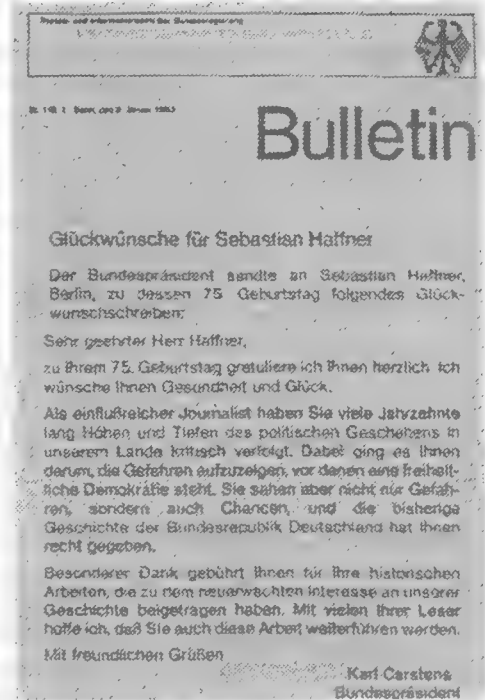 Presse- und Informationsamt der Bundesregierung
Bulletin
Glückwünsche für Sebastian Haffner
Der Bundespräsident sandte an Sebastian Haffner,
Berlin, zu dessen 75. Geburtstag folgendes Glück-
wunschschreiben:
Sehr geehrter Herr Haffner,
zu Ihrem 75. Geburtstag gratuliere ich Ihnen herzlich. Ich
wünsche Ihnen Gesundheit und Glück.
Als einflußreicher Journalist haben Sie viele Jahrzehnte
lang Höhen und Tiefen des politischen Geschehens in
unserem Lande kritisch verfolgt. Dabei ging es Ihnen
darum, die Gefahren aufzuzeigen, vor denen eine freiheit-
liche Demokratie steht. Sie sahen aber nicht nur Gefah-
ren, sondern auch Chancen, und die bisherige
Geschichte der Bundesrepublik Deutschland hat Ihnen
recht gegeben.
Besonderer Dank gebührt Ihnen für Ihre historischen
Arbeiten, die zu dem neuerwachten Interesse an unserer
Geschichte beigetragen haben. Mit vielen Ihrer Leser
hoffe ich, daß Sie auch diese Arbeit weiterführen werden.
Mit freundlichen Grüßen
Karl Carstens
Bundespräsident